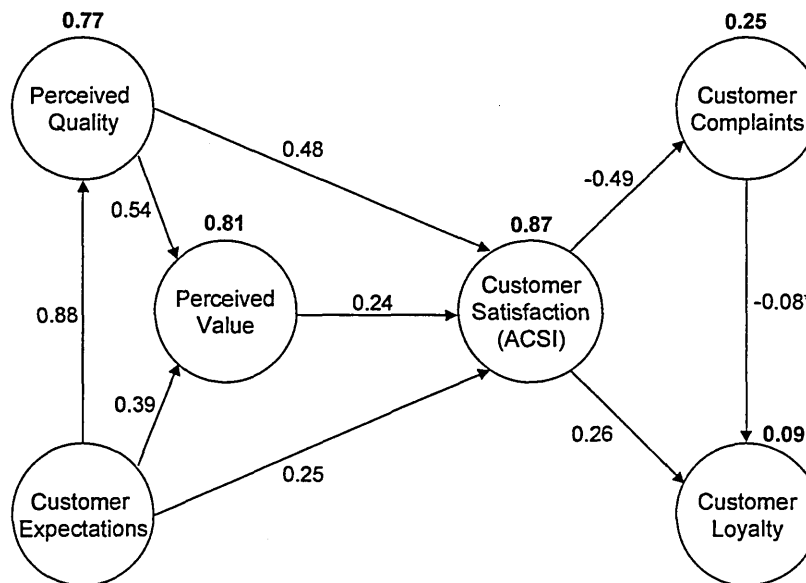 0.77
0.25
Perceived
Quality
Customer
Complaints
0.48
-0.49
0.54
0.81
0.87
Perceived
Value
0.24
Customer
Satisfaction
(ACSI)
0.88
-0.08*
0.39
0.26
0.09
0.25
Customer
Expectations
Customer
Loyalty